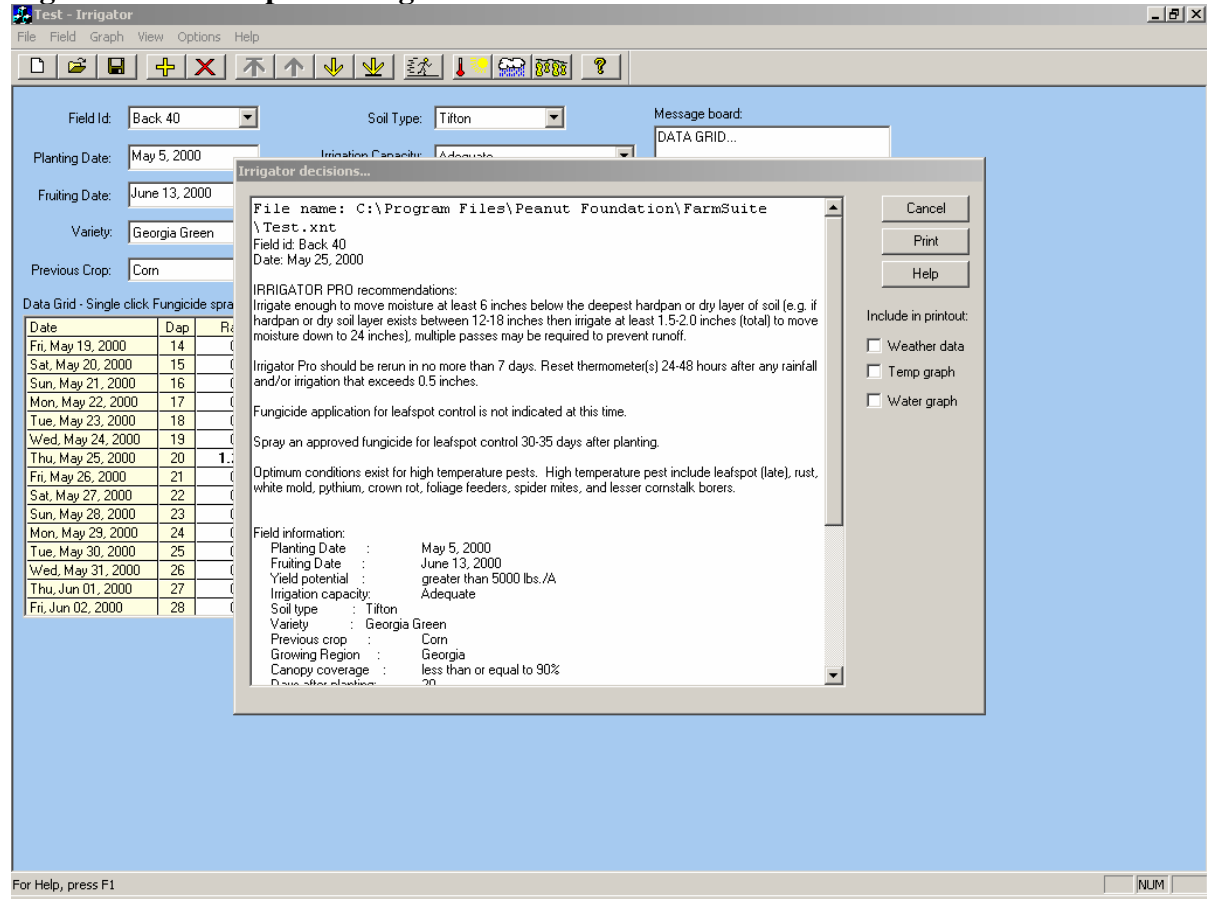 Test - Irrigator
File Field Graph View Options Help
Field Id: Back 40 Soil Type: Tifton Message board:
DATA GRID...
Planting Date: May 5, 2000 Irrigation Capacity: Adequate
Fruiting Date: June 13, 2000
Variety: Georgia Green
Previous Crop: Corn
Data Grid - Single click Fungicide
Date Dap
Fri, May 19, 2000 14
Sat, May 20, 2000 15
Sun, May 21, 2000 16
Mon, May 22, 2000 17
Tue, May 23, 2000 18
Wed, May 24, 2000 19
Thu, May 25, 2000 20
Fri, May 26, 2000 21
Sat, May 27, 2000 22
Sun, May 28, 2000 23
Mon, May 29, 2000 24
Tue, May 30, 2000 25
Wed, May 31, 2000 26
Thu, Jun 01, 2000 27
Fri, Jun 02, 2000 28
Irrigator decisions...
File name: C:\Program Files\Peanut Foundation\FarmSuite
\Test.xnt
Field id: Back 40
Date: May 25, 2000
IRRIGATOR PRO recommendations:
Irrigate enough to move moisture at least 6 inches below the deepest hardpan or dry layer of soil (e.g. if
hardpan or dry soil layer exists between 12-18 inches then irrigate at least 1.5-2.0 inches (total) to move
moisture down to 24 inches), multiple passes may be required to prevent runoff.
Irrigator Pro should be rerun in no more than 7 days. Reset thermometer(s) 24-48 hours after any rainfall
and/or irrigation that exceeds 0.5 inches.
Fungicide application for leafspot control is not indicated at this time.
Spray an approved fungicide for leafspot control 30-35 days after planting.
Optimum conditions exist for high temperature pests. High temperature pest include leafspot (late), rust,
white mold, pythium, crown rot, foliage feeders, spider mites, and lesser cornstalk borers.
Field information:
Planting Date : May 5, 2000
Fruiting Date : June 13, 2000
Yield potential : greater than 5000 lbs./A
Irrigation capacity: Adequate
Soil type : Tifton
Variety : Georgia Green
Previous crop : Corn
Growing Region : Georgia
Canopy coverage : less than or equal to 90%
Days after planting: 20
Cancel
Print
Help
Include in printout:
Weather data
Temp graph
Water graph
For Help, press F1 NUM